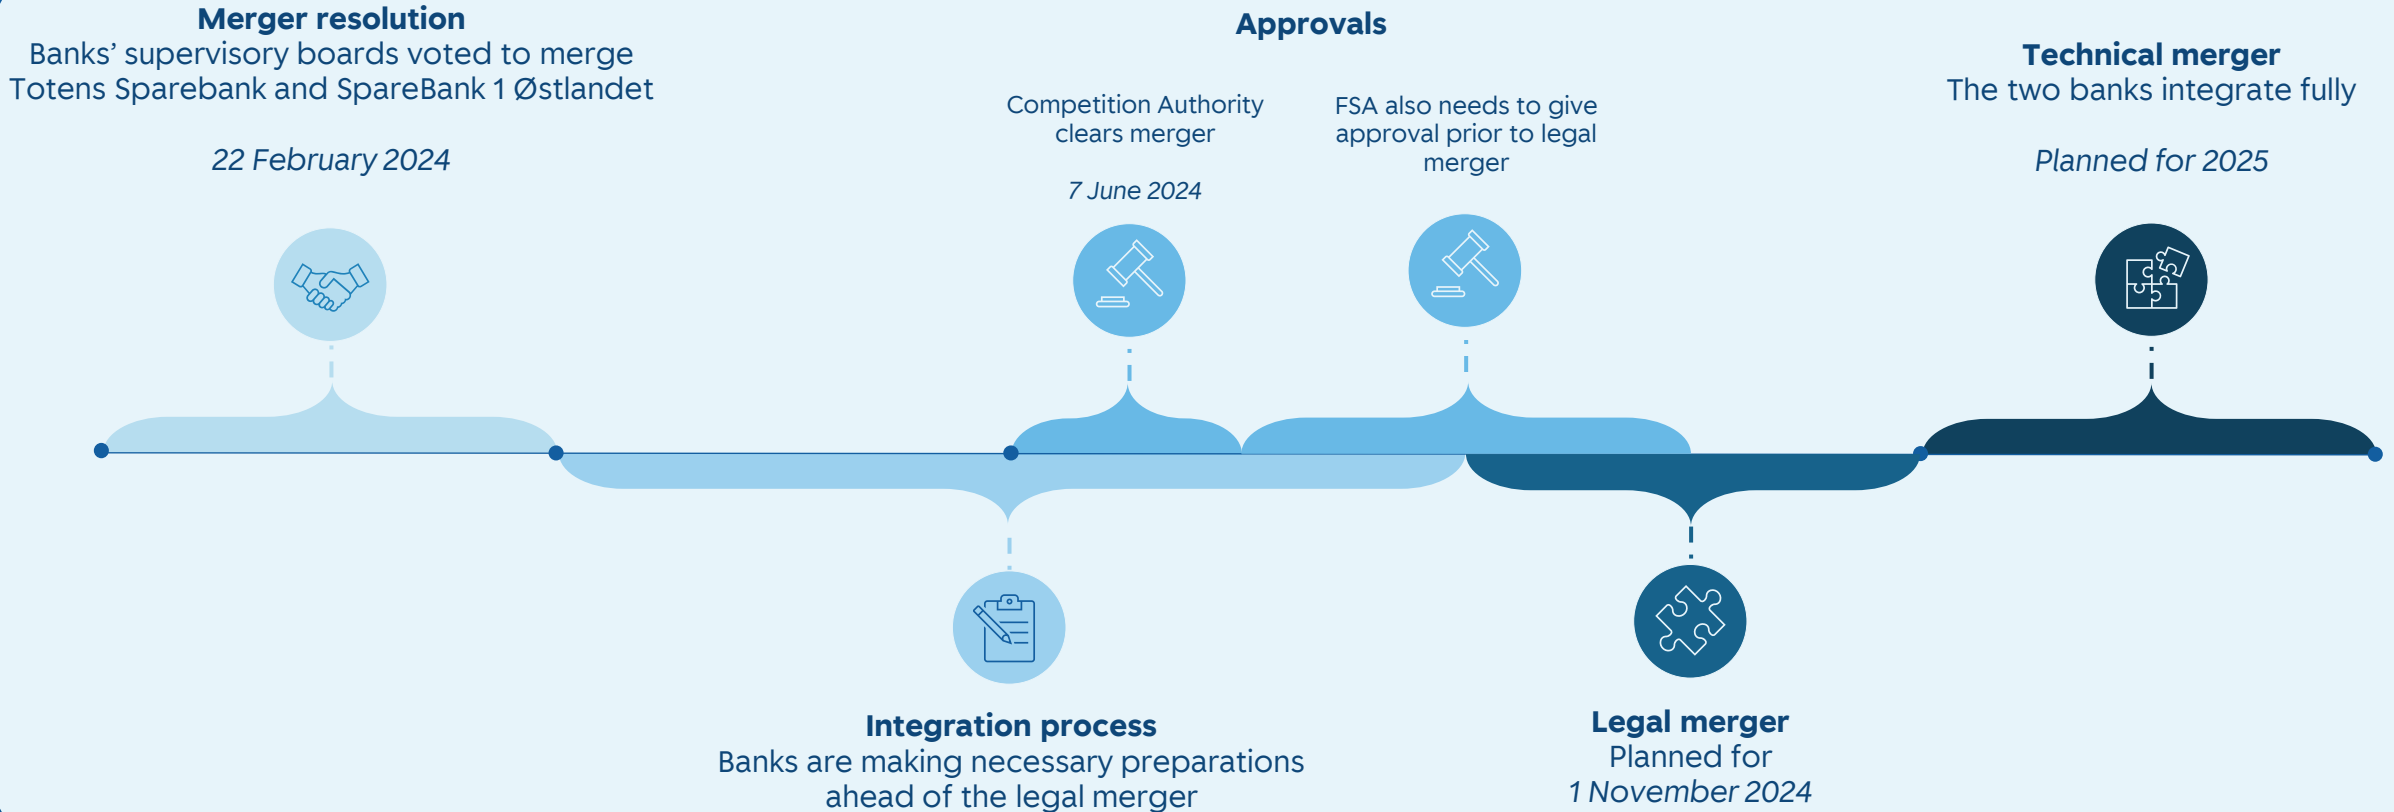 Merger resolution
Banks’ supervisory boards voted to merge
Totens Sparebank and SpareBank 1 Østlandet
22 February 2024
Approvals
Competition Authority
clears merger
7 June 2024
FSA also needs to give
approval prior to legal
merger
Technical merger
The two banks integrate fully
Planned for 2025
Integration process
Banks are making necessary preparations
ahead of the legal merger
Legal merger
Planned for
1 November 2024